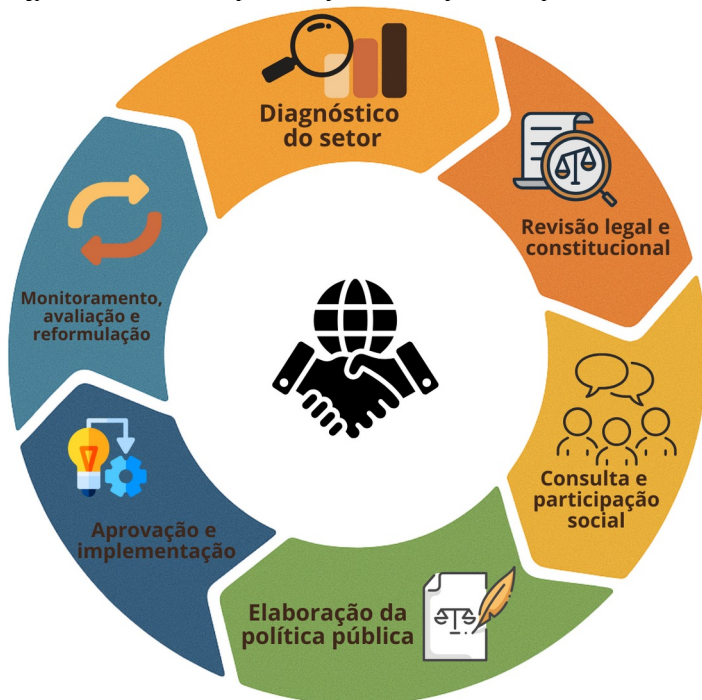 Diagnóstico
do setor
Revisão legal e
constitucional
Consulta e
participação
social
Elaboração da
política pública
Aprovação e
implementação
Monitoramento,
avaliação e
reformulação